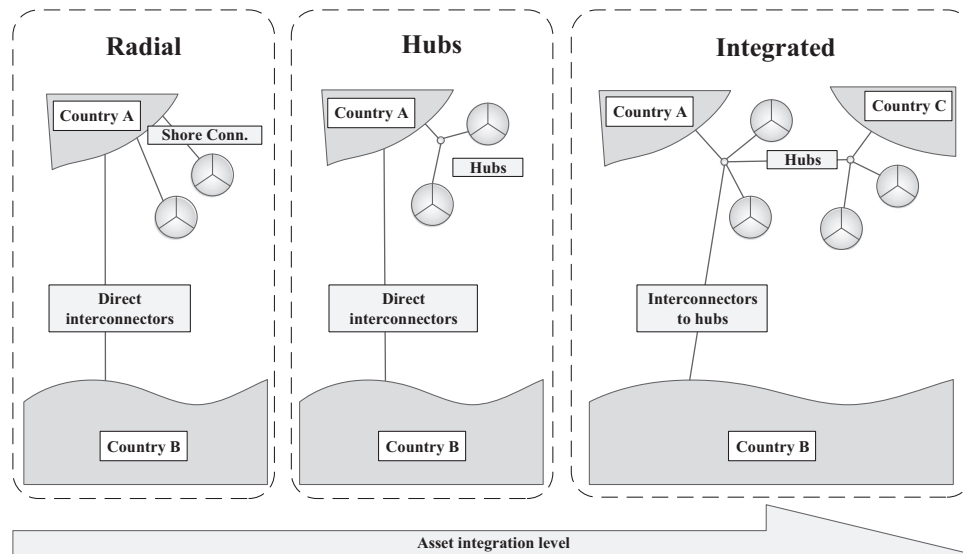 Radial
Country A
Shore Conn.
Direct
interconnectors
Country B
Hubs
Country A
Hubs
Direct
interconnectors
Country B
Integrated
Country A
Country C
Hubs
Interconnectors
to hubs
Country B
Asset integration level